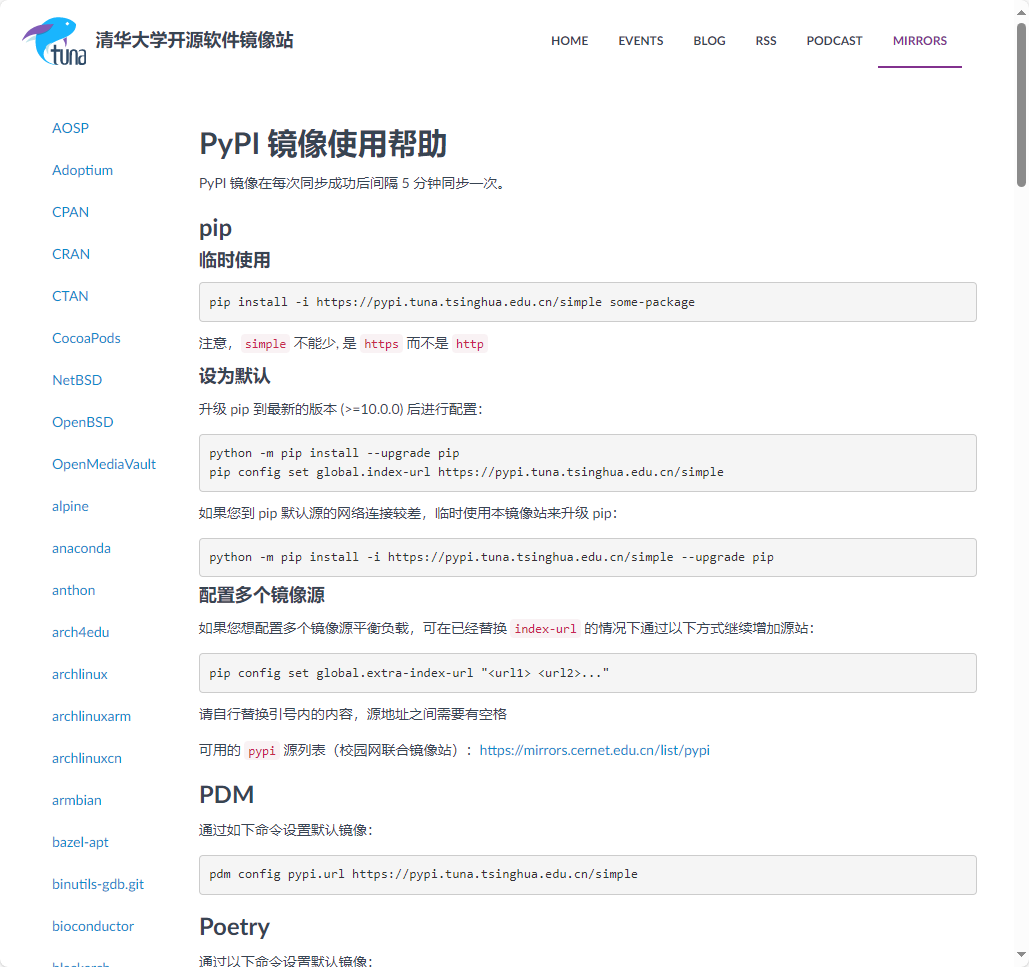 tuna
清华大学开源软件镜像站
HOME
EVENTS
BLOG
RSS
PODCAST
MIRRORS
AOSP
Adoptium
CPAN
CRAN
CTAN
CocoaPods
NetBSD
OpenBSD
OpenMediaVault
alpine
anaconda
anthon
arch4edu
archlinux
archlinuxarm
archlinuxcn
armbian
bazel-apt
binutils-gdb.git
bioconductor
PyPI 镜像使用帮助
PyPI 镜像在每次同步成功后间隔 5 分钟同步一次。
pip
临时使用
pip install -i https://pypi.tuna.tsinghua.edu.cn/simple some-package
注意，simple 不能少, 是 https 而不是 http
设为默认
升级 pip 到最新的版本 (>=10.0.0) 后进行配置：
python -m pip install --upgrade pip
pip config set global.index-url https://pypi.tuna.tsinghua.edu.cn/simple
如果您到 pip 默认源的网络连接较差，临时使用本镜像站来升级 pip：
python -m pip install -i https://pypi.tuna.tsinghua.edu.cn/simple --upgrade pip
配置多个镜像源
如果您想配置多个镜像源平衡负载，可在已经替换 index-url 的情况下通过以下方式继续增加源站：
pip config set global.extra-index-url "<url1> <url2>..."
请自行替换引号内的内容，源地址之间需要有空格
可用的 pypi 源列表（校园网联合镜像站）：https://mirrors.cernet.edu.cn/list/pypi
PDM
通过如下命令设置默认镜像：
pdm config pypi.url https://pypi.tuna.tsinghua.edu.cn/simple
Poetry
通过以下命令设置默认镜像：